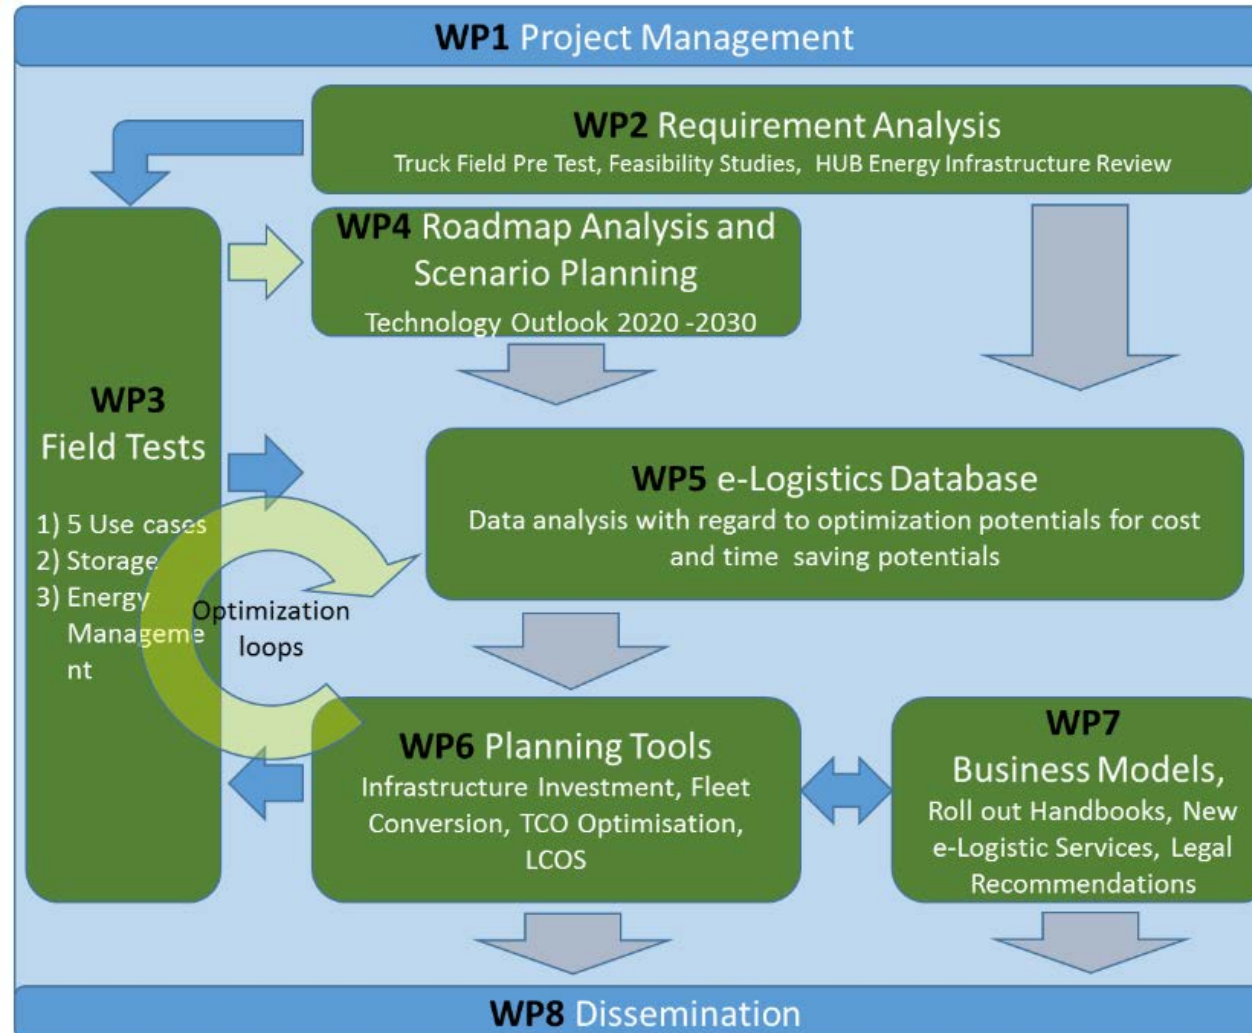 WP1 Project Management
WP2 Requirement Analysis
Truck Field Pre Test, Feasibility Studies, HUB Energy Infrastructure Review
WP4 Roadmap Analysis and
Scenario Planning
Technology Outlook 2020 -2030
WP3
Field Tests
1) 5 Use cases
2) Storage
3) Energy
Manageme
nt
Optimization
loops
WP5 e-Logistics Database
Data analysis with regard to optimization potentials for cost
and time saving potentials
WP6 Planning Tools
Infrastructure Investment, Fleet
Conversion, TCO Optimisation,
LCOS
WP7
Business Models,
Roll out Handbooks, New
e-Logistic Services, Legal
Recommendations
WP8 Dissemination